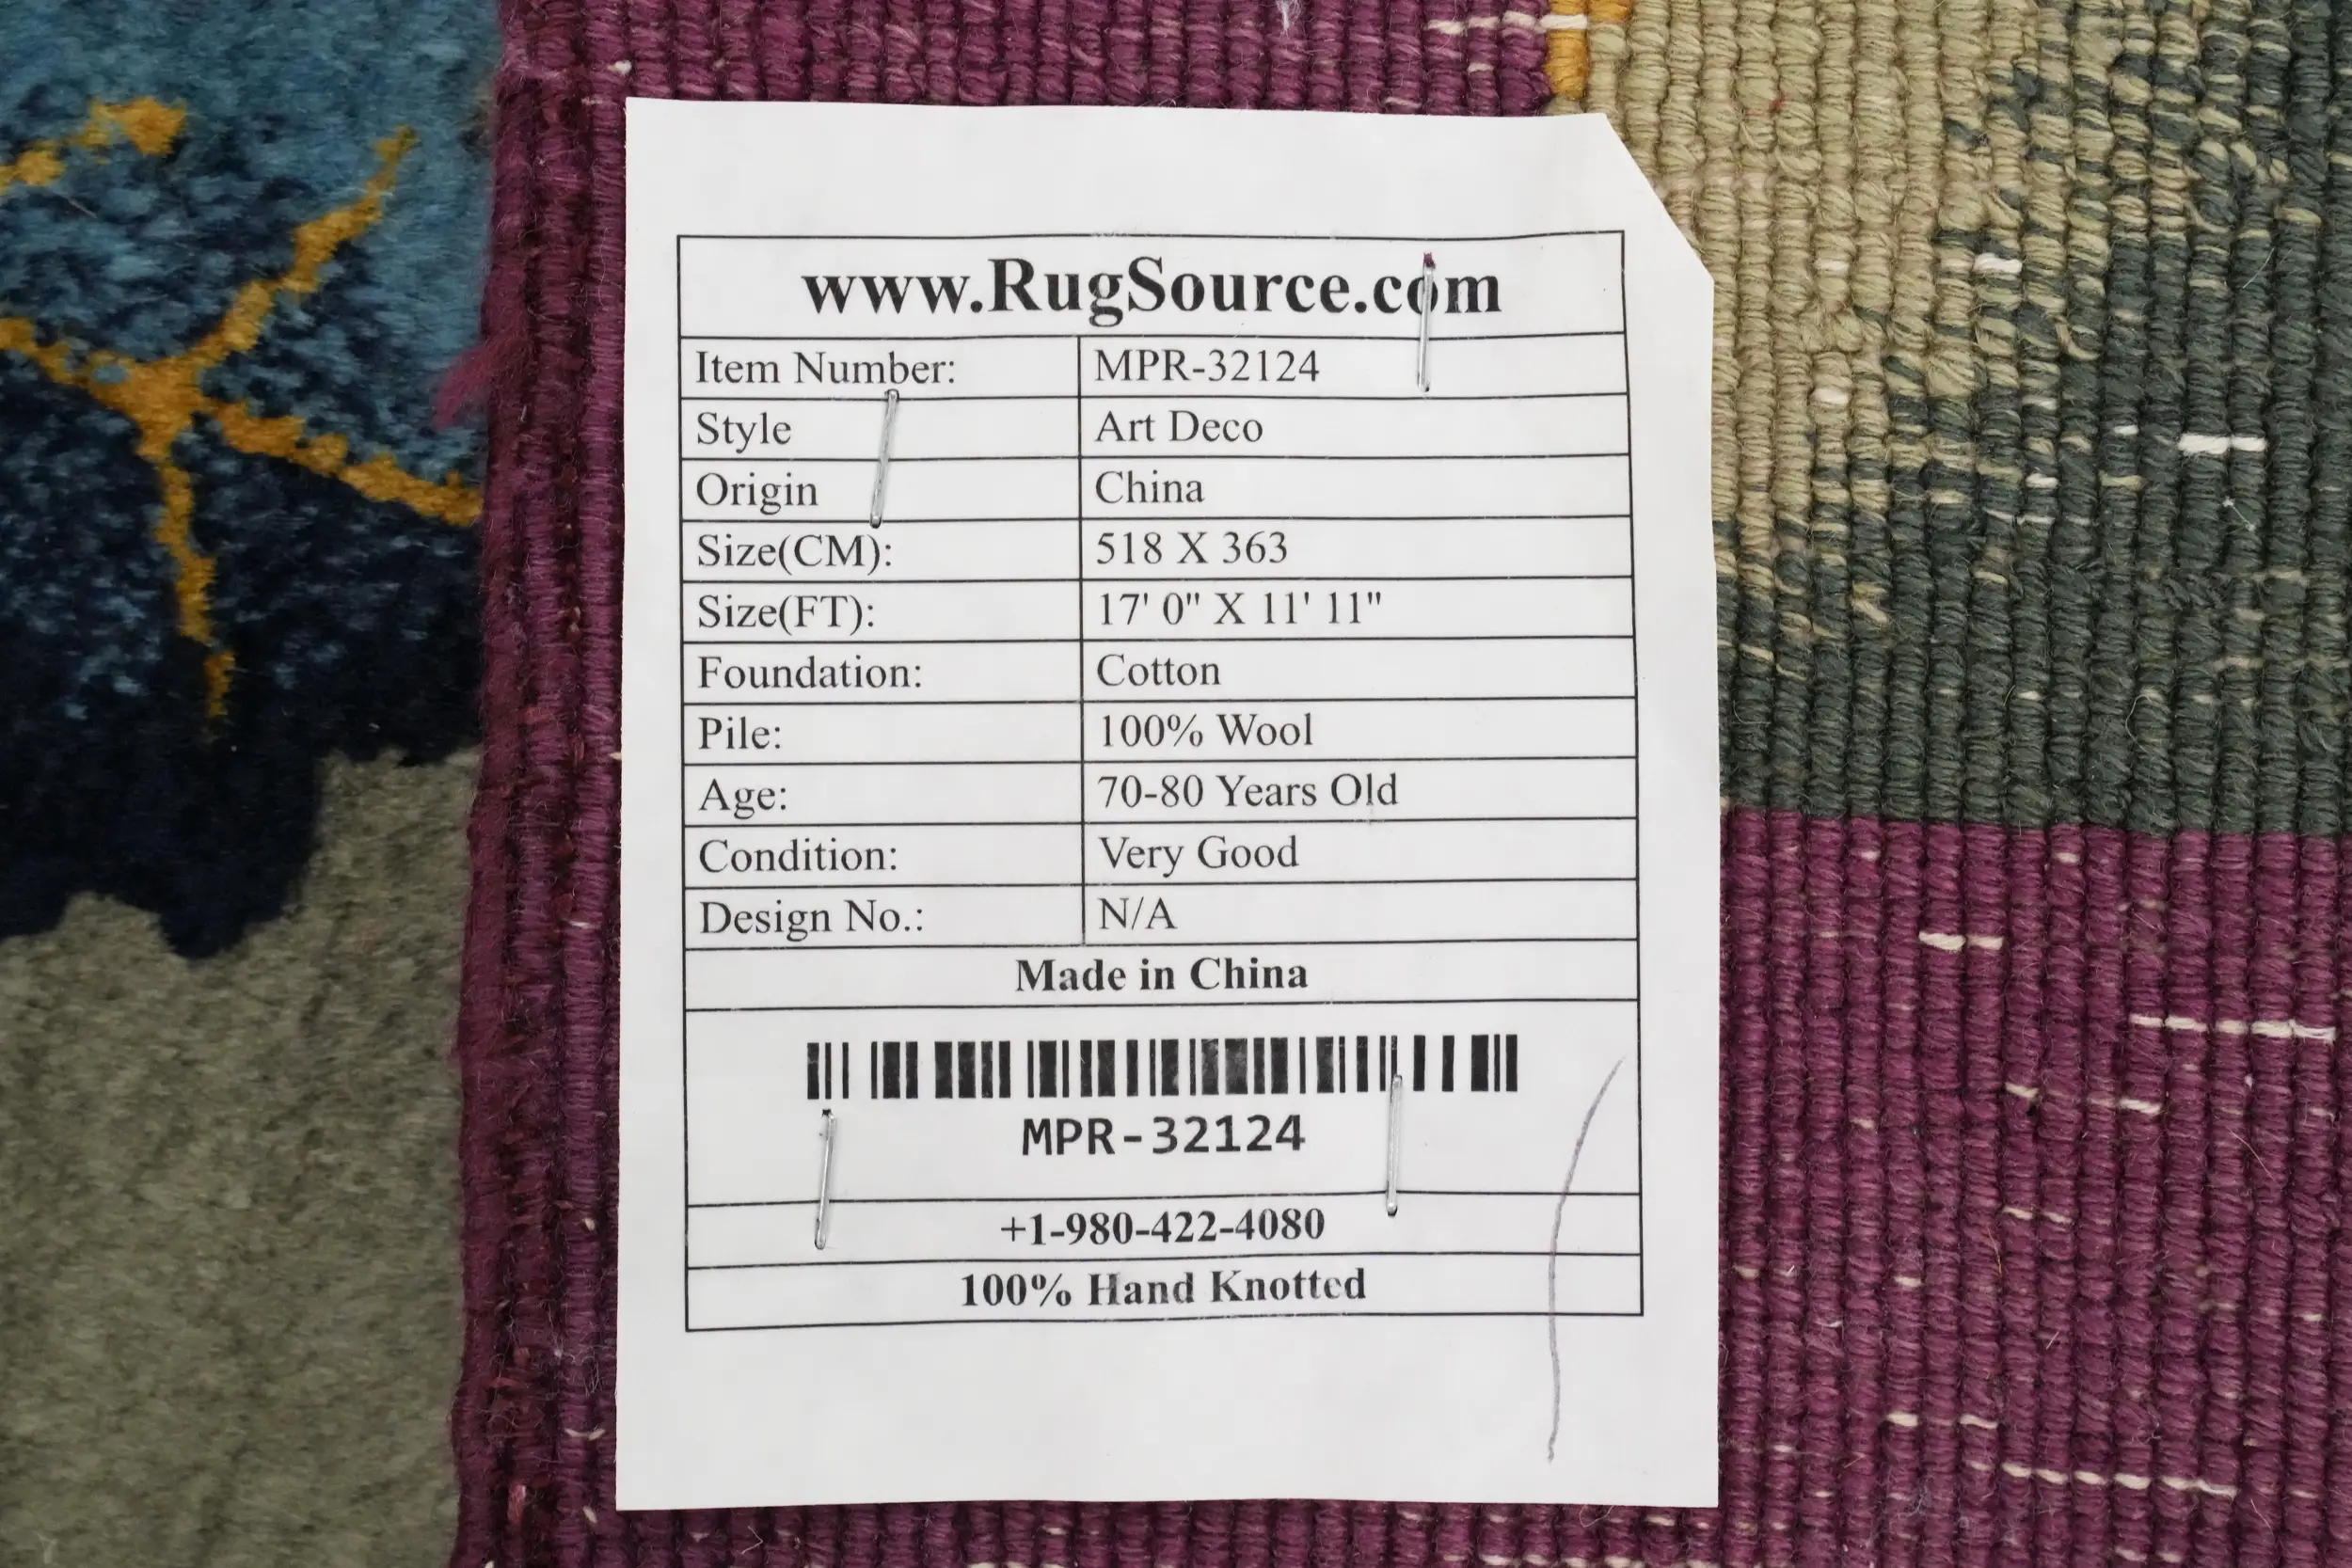 www.RugSource.com
Item Number: MPR-32124
Style Art Deco
Origin China
Size(CM): 518 X 363
Size(FT): 17' 0" X 11' 11"
Foundation: Cotton
Pile: 100% Wool
Age: 70-80 Years Old
Condition: Very Good
Design No.: N/A
Made in China
MPR-32124
+1-980-422-4080
100% Hand Knotted